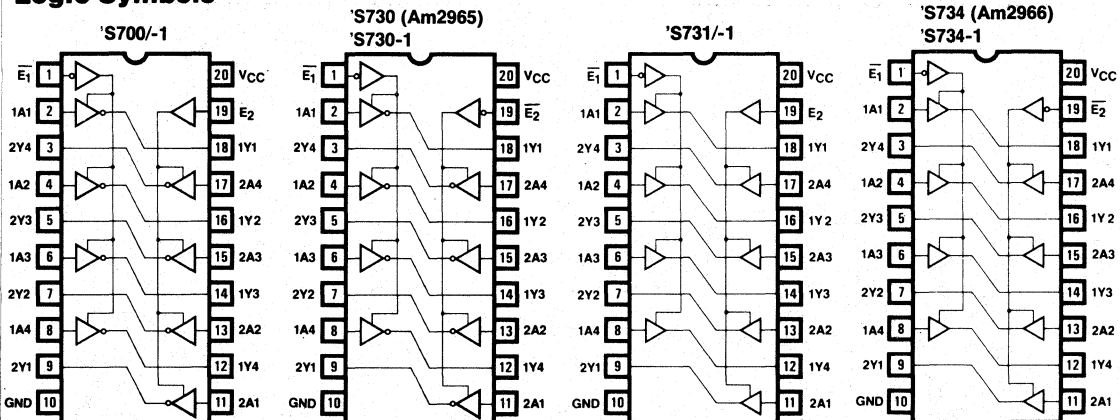 Logic Symbols
'S700/-1
E̅₁ 1 20 VCC
1A1 2 19 E₂
2Y4 3 18 1Y1
1A2 4 17 2A4
2Y3 5 16 1Y2
1A3 6 15 2A3
2Y2 7 14 1Y3
1A4 8 13 2A2
2Y1 9 12 1Y4
GND 10 11 2A1
'S730 (Am2965)
'S730-1
E̅₁ 1 20 VCC
1A1 2 19 E̅₂
2Y4 3 18 1Y1
1A2 4 17 2A4
2Y3 5 16 1Y2
1A3 6 15 2A3
2Y2 7 14 1Y3
1A4 8 13 2A2
2Y1 9 12 1Y4
GND 10 11 2A1
'S731/-1
E̅₁ 1 20 VCC
1A1 2 19 E₂
2Y4 3 18 1Y1
1A2 4 17 2A4
2Y3 5 16 1Y2
1A3 6 15 2A3
2Y2 7 14 1Y3
1A4 8 13 2A2
2Y1 9 12 1Y4
GND 10 11 2A1
'S734 (Am2966)
'S734-1
E̅₁ 1 20 VCC
1A1 2 19 E̅₂
2Y4 3 18 1Y1
1A2 4 17 2A4
2Y3 5 16 1Y2
1A3 6 15 2A3
2Y2 7 14 1Y3
1A4 8 13 2A2
2Y1 9 12 1Y4
GND 10 11 2A1